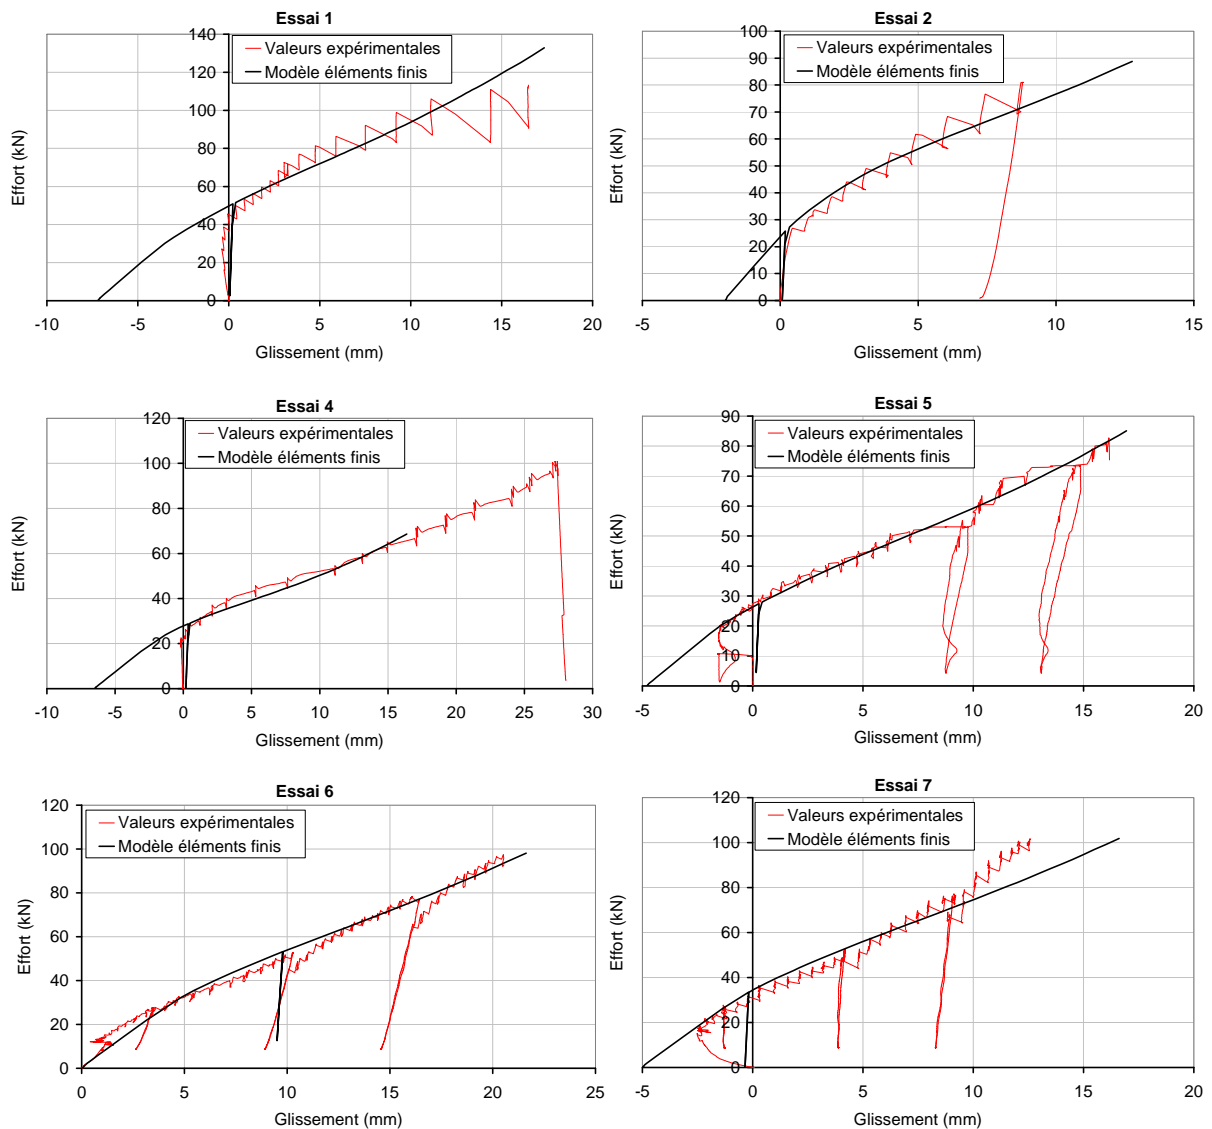 Essai 1
Valeurs expérimentales
Modèle éléments finis
Effort (kN)
140
120
100
80
60
40
20
0
-10 -5 0 5 10 15 20
Glissement (mm)
Essai 2
Valeurs expérimentales
Modèle éléments finis
Effort (kN)
100
90
80
70
60
50
40
30
20
10
0
-5 0 5 10 15
Glissement (mm)
Essai 4
Valeurs expérimentales
Modèle éléments finis
Effort (kN)
120
100
80
60
40
20
0
-10 -5 0 5 10 15 20 25 30
Glissement (mm)
Essai 5
Valeurs expérimentales
Modèle éléments finis
Effort (kN)
90
80
70
60
50
40
30
20
10
0
-5 0 5 10 15 20
Glissement (mm)
Essai 6
Valeurs expérimentales
Modèle éléments finis
Effort (kN)
120
100
80
60
40
20
0
0 5 10 15 20 25
Glissement (mm)
Essai 7
Valeurs expérimentales
Modèle éléments finis
Effort (kN)
120
100
80
60
40
20
0
-5 0 5 10 15 20
Glissement (mm)